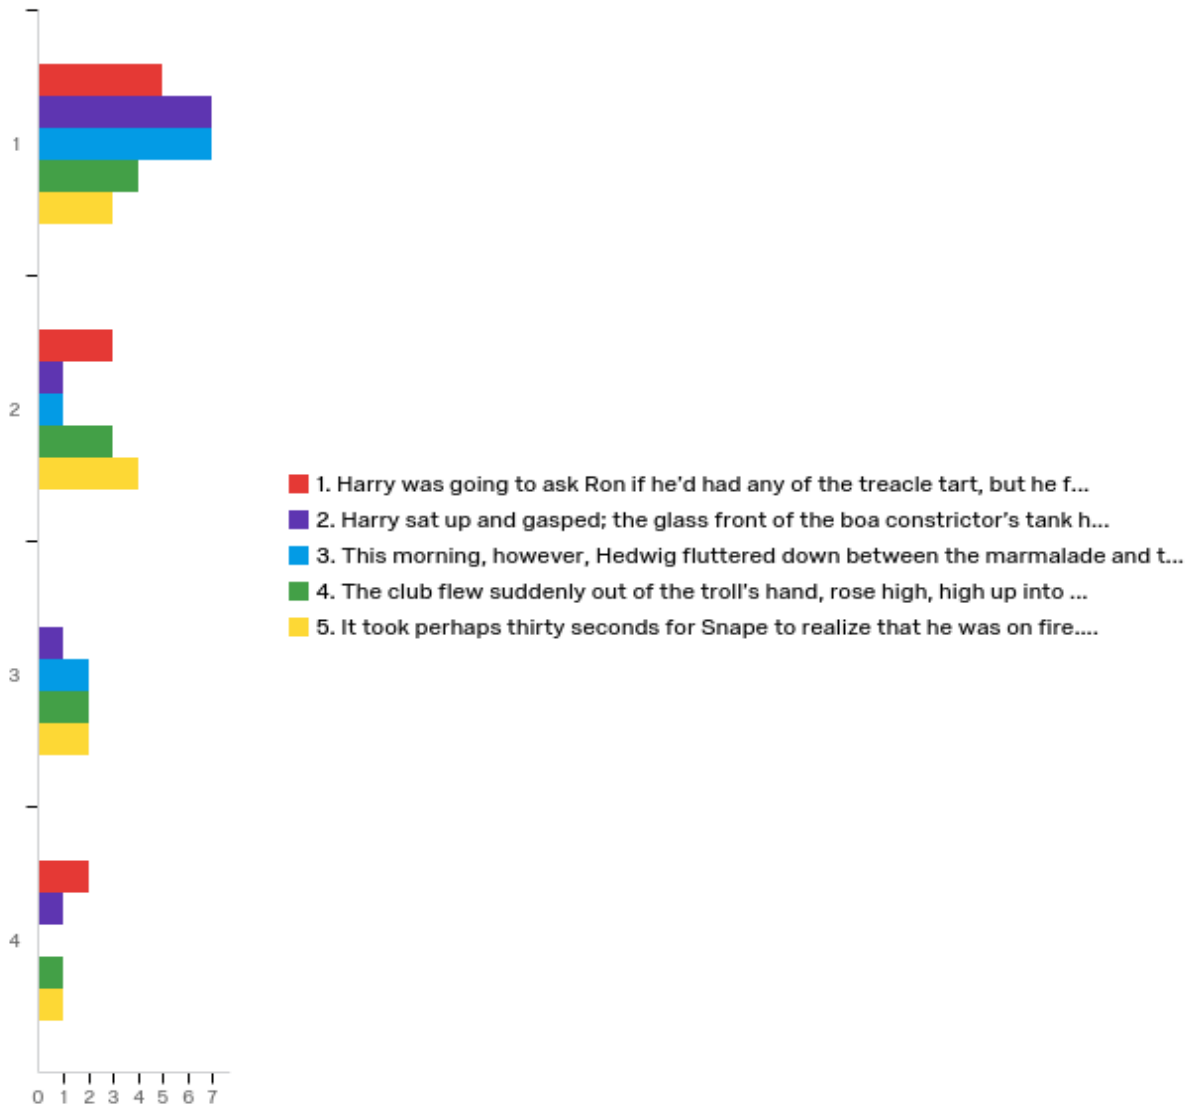 1
2
3
4
0 1 2 3 4 5 6 7
1. Harry was going to ask Ron if he'd had any of the treacle tart, but he f...
2. Harry sat up and gasped; the glass front of the boa constrictor's tank h...
3. This morning, however, Hedwig fluttered down between the marmalade and t...
4. The club flew suddenly out of the troll's hand, rose high, high up into ...
5. It took perhaps thirty seconds for Snape to realize that he was on fire....